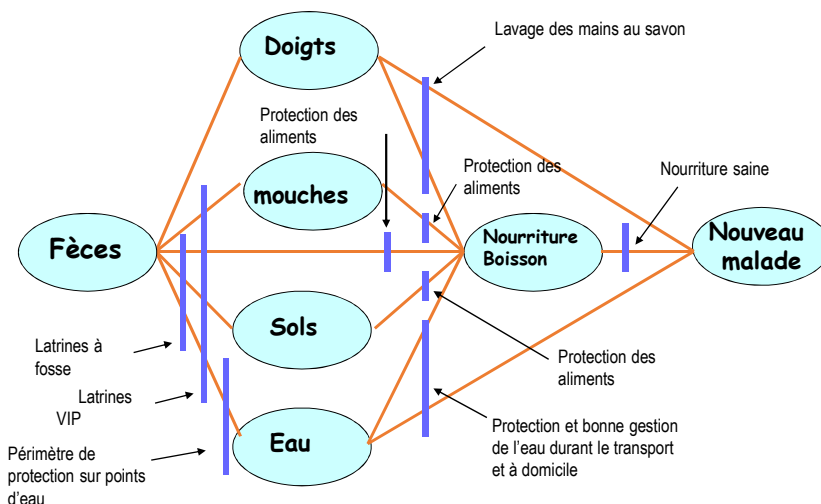 Doigts
Lavage des mains au savon
Protection des
aliments
mouches
Protection des
aliments
Nourriture saine
Fèces
Nourriture
Boisson
Nouveau
malade
Sols
Latrines à
fosse
Protection des
aliments
Latrines
VIP
Eau
Périmètre de
protection sur points
d'eau
Protection et bonne gestion
de l'eau durant le transport
et à domicile